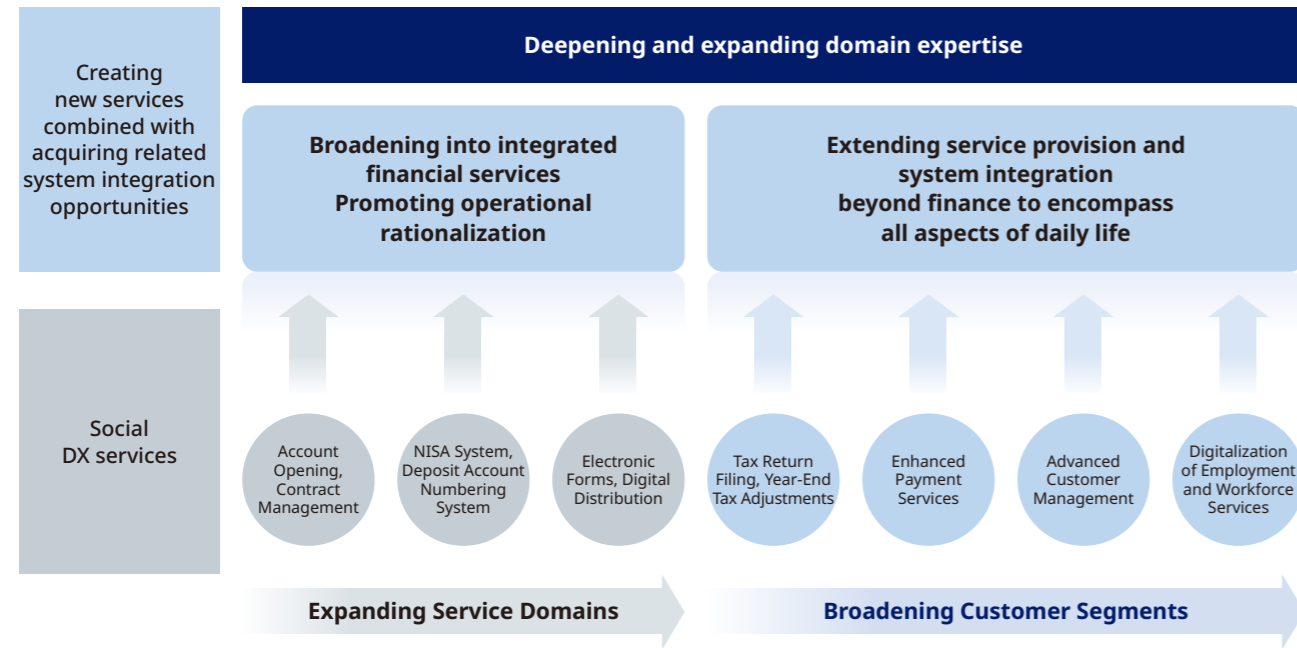 Deepening and expanding domain expertise
Creating
new services
combined with
acquiring related
system integration
opportunities
Broadening into integrated
financial services
Promoting operational
rationalization
Extending service provision and
system integration
beyond finance to encompass
all aspects of daily life
Social
DX services
Account
Opening,
Contract
Management
NISA System,
Deposit Account
Numbering
System
Electronic
Forms, Digital
Distribution
Tax Return
Filing, Year-End
Tax Adjustments
Enhanced
Payment
Services
Advanced
Customer
Management
Digitalization
of Employment
and Workforce
Services
Expanding Service Domains
Broadening Customer Segments